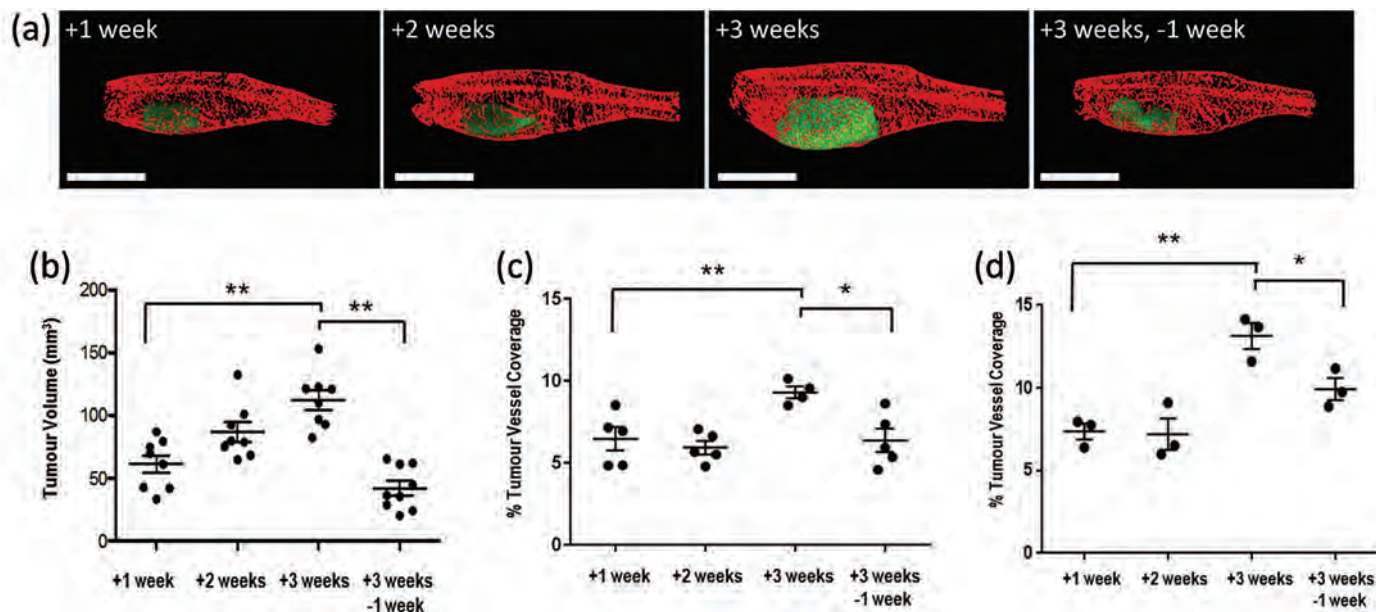 (a)
+1 week
+2 weeks
+3 weeks
+3 weeks, -1 week
(b)
Tumour Volume (mm³)
200
150
100
50
0
**
**
+1 week
+2 weeks
+3 weeks
+3 weeks
-1 week
(c)
% Tumour Vessel Coverage
15
10
5
0
**
*
+1 week
+2 weeks
+3 weeks
+3 weeks
-1 week
(d)
% Tumour Vessel Coverage
15
10
5
0
**
*
+1 week
+2 weeks
+3 weeks
+3 weeks
-1 week